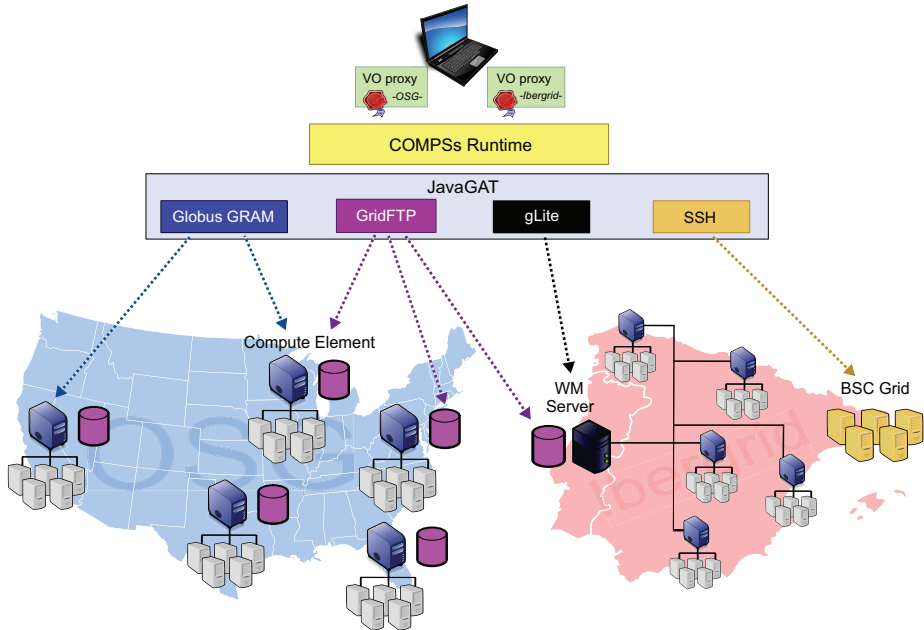 VO proxy
-OSG-
VO proxy
-Ibergrid-
COMPSs Runtime
JavaGAT
Globus GRAM
GridFTP
gLite
SSH
Compute Element
WM
Server
BSC Grid
OSG
Ibergrid